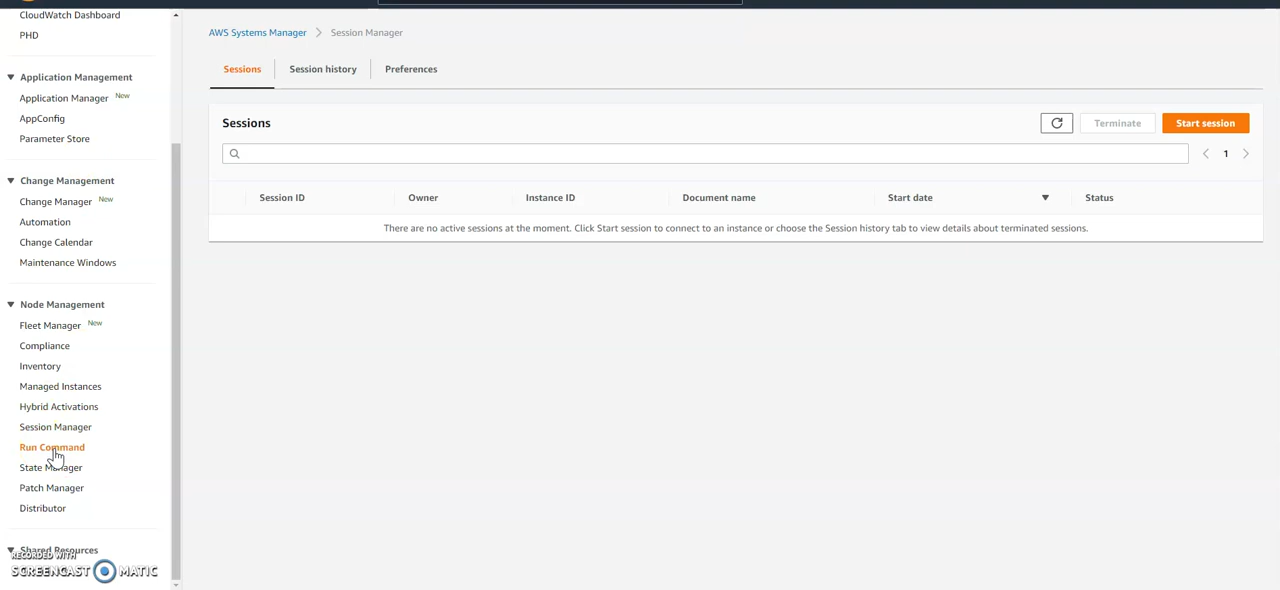 CloudWatch Dashboard
PHD
Application Management
Application Manager New
AppConfig
Parameter Store
Change Management
Change Manager New
Automation
Change Calendar
Maintenance Windows
Node Management
Fleet Manager New
Compliance
Inventory
Managed Instances
Hybrid Activations
Session Manager
Run Command
State Manager
Patch Manager
Distributor
Shared Resources
RECORDED WITH
SCREENCAST MATIC
AWS Systems Manager > Session Manager
Sessions Session history Preferences
Sessions Terminate Start session
1
Session ID Owner Instance ID Document name Start date Status
There are no active sessions at the moment. Click Start session to connect to an instance or choose the Session history tab to view details about terminated sessions.